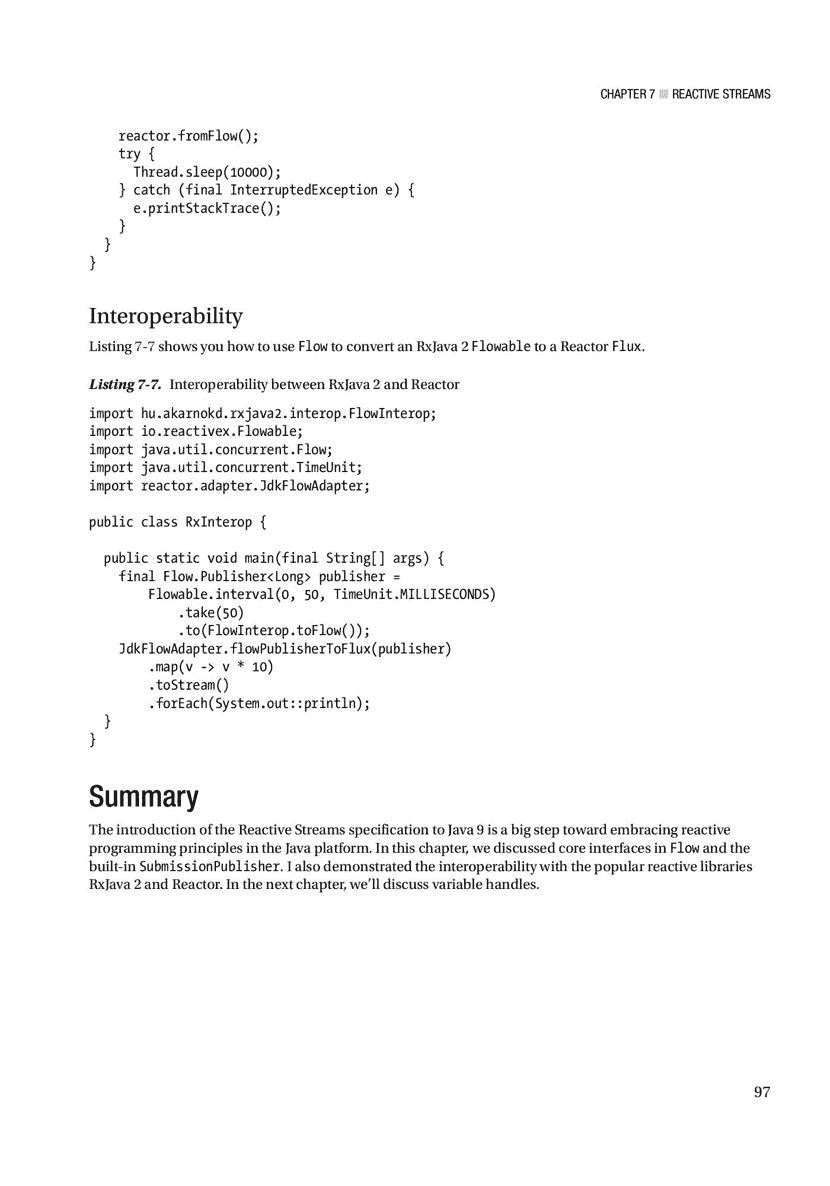 CHAPTER 7 ■ REACTIVE STREAMS
    reactor.fromFlow();
    try {
      Thread.sleep(10000);
    } catch (final InterruptedException e) {
      e.printStackTrace();
    }
  }
}
Interoperability
Listing 7-7 shows you how to use Flow to convert an RxJava 2 Flowable to a Reactor Flux.
Listing 7-7. Interoperability between RxJava 2 and Reactor
import hu.akarnokd.rxjava2.interop.FlowInterop;
import io.reactivex.Flowable;
import java.util.concurrent.Flow;
import java.util.concurrent.TimeUnit;
import reactor.adapter.JdkFlowAdapter;
public class RxInterop {
  public static void main(final String[] args) {
    final Flow.Publisher<Long> publisher =
        Flowable.interval(0, 50, TimeUnit.MILLISECONDS)
            .take(50)
            .to(FlowInterop.toFlow());
    JdkFlowAdapter.flowPublisherToFlux(publisher)
        .map(v -> v * 10)
        .toStream()
        .forEach(System.out::println);
  }
}
Summary
The introduction of the Reactive Streams specification to Java 9 is a big step toward embracing reactive
programming principles in the Java platform. In this chapter, we discussed core interfaces in Flow and the
built-in SubmissionPublisher. I also demonstrated the interoperability with the popular reactive libraries
RxJava 2 and Reactor. In the next chapter, we’ll discuss variable handles.
97